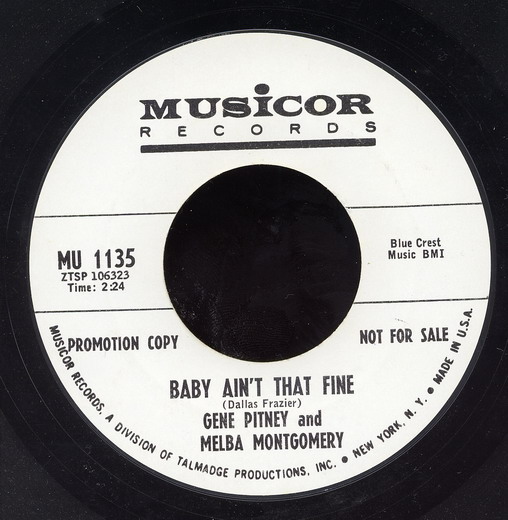 MUSiCOR
RECORDS
MU 1135
ZTSP 106323
Time: 2:24
Blue Crest
Music BMI
PROMOTION COPY
NOT FOR SALE
BABY AIN'T THAT FINE
(Dallas Frazier)
GENE PITNEY and
MELBA MONTGOMERY
MUSICOR RECORDS, A DIVISION OF TALMADGE PRODUCTIONS, INC. • NEW YORK, N. Y. • MADE IN U.S.A.